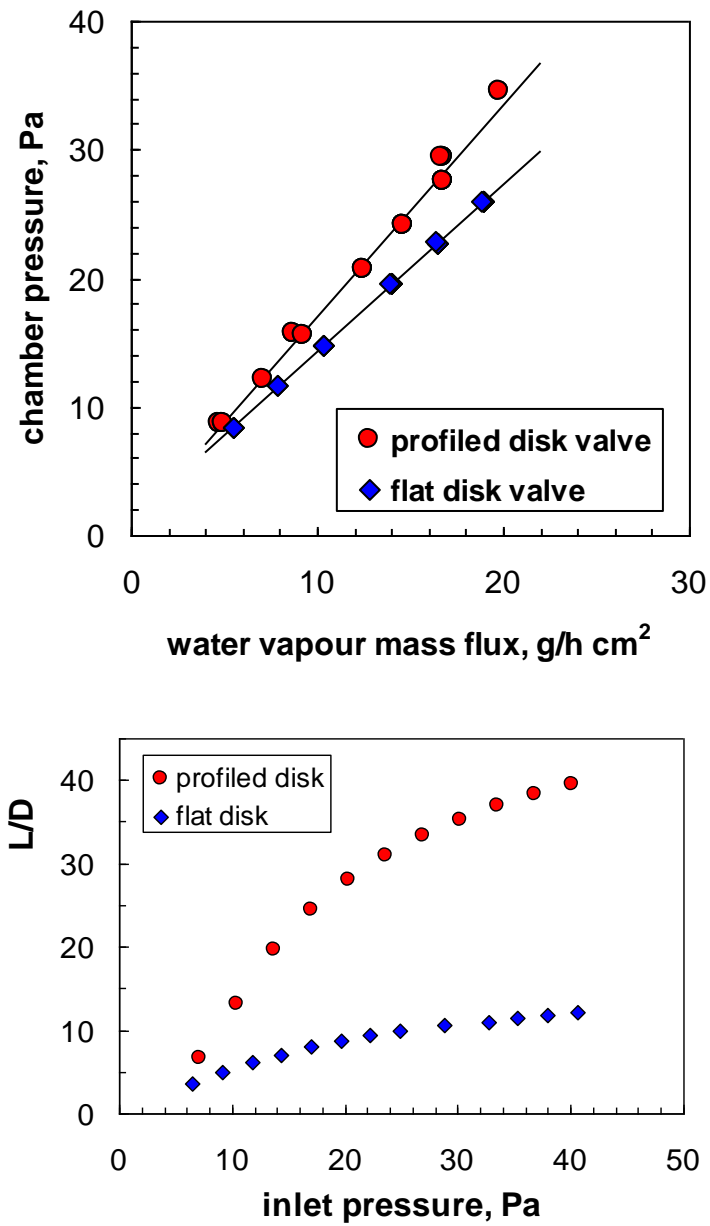 40
30
20
10
0
chamber pressure, Pa
profiled disk valve
flat disk valve
0 10 20 30
water vapour mass flux, g/h cm²
40
30
20
10
0
L/D
profiled disk
flat disk
0 10 20 30 40 50
inlet pressure, Pa